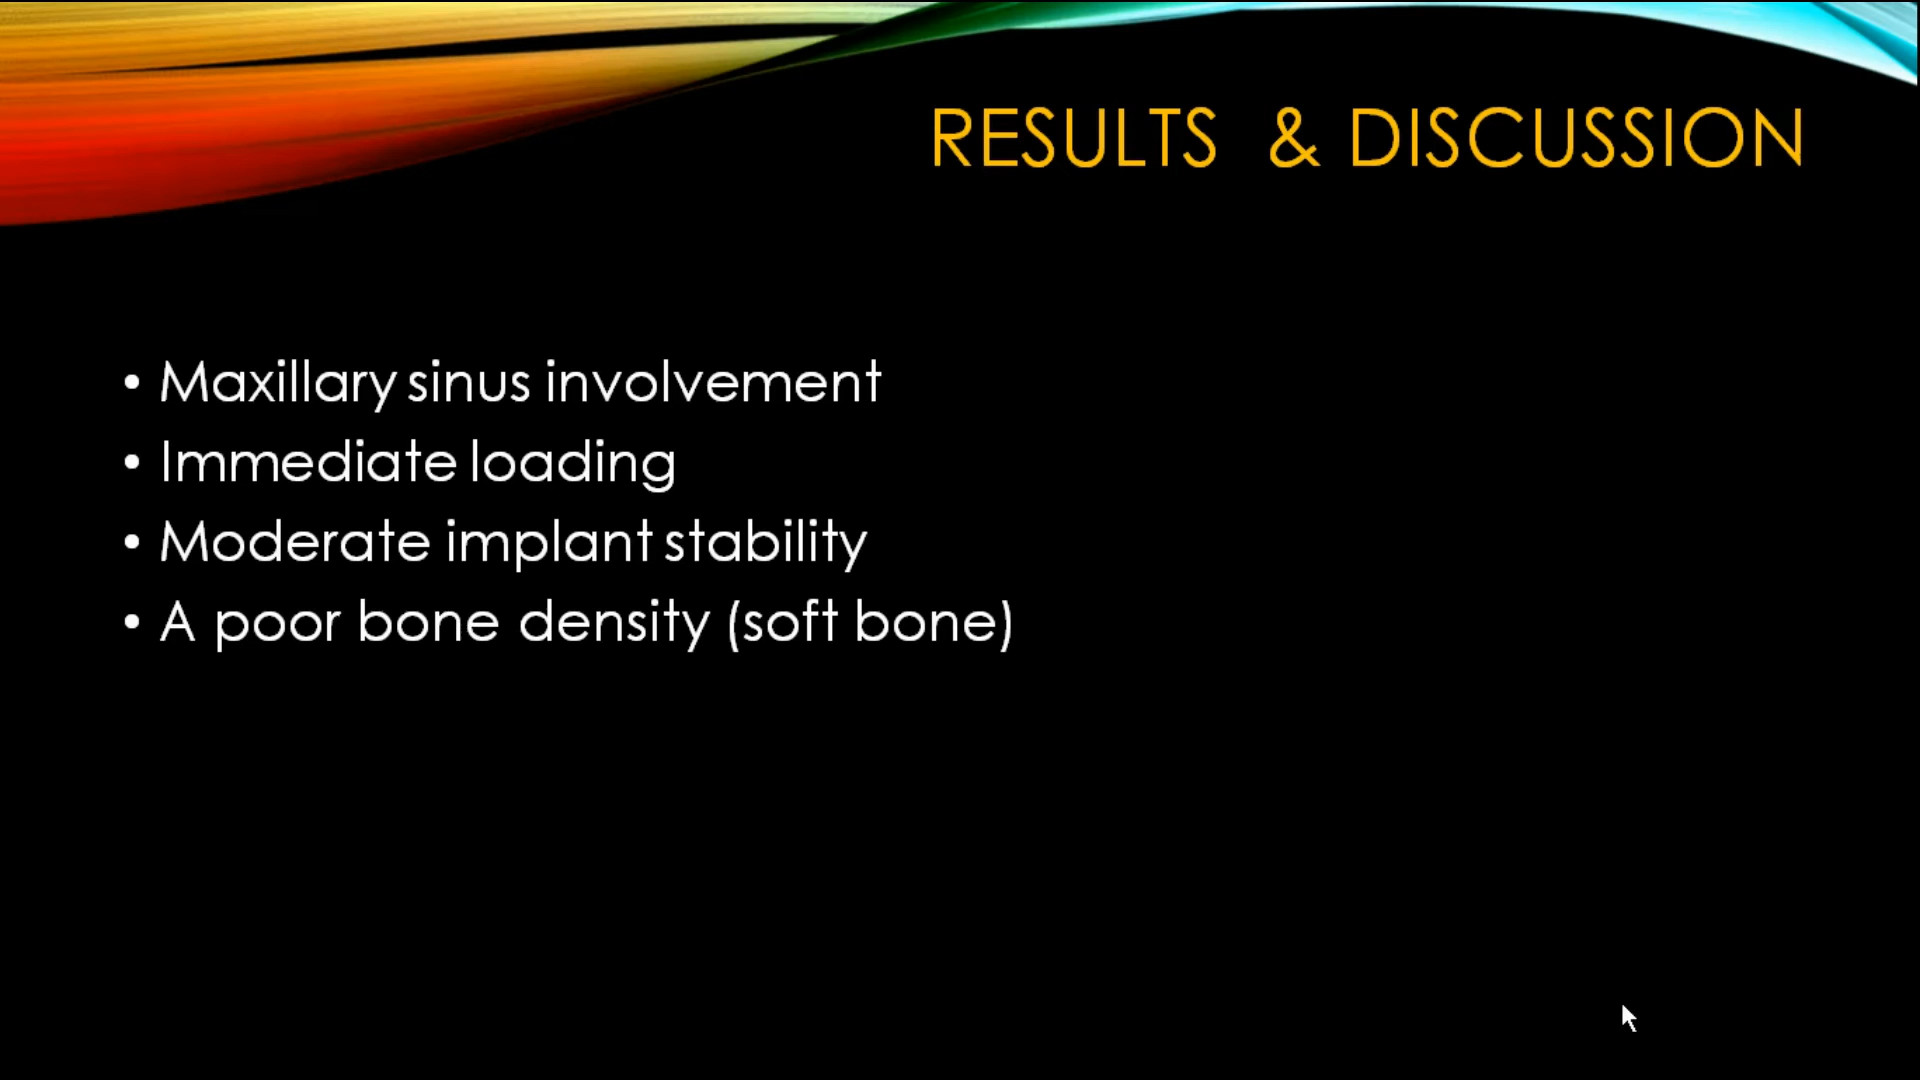 RESULTS & DISCUSSION
• Maxillary sinus involvement
• Immediate loading
• Moderate implant stability
• A poor bone density (soft bone)